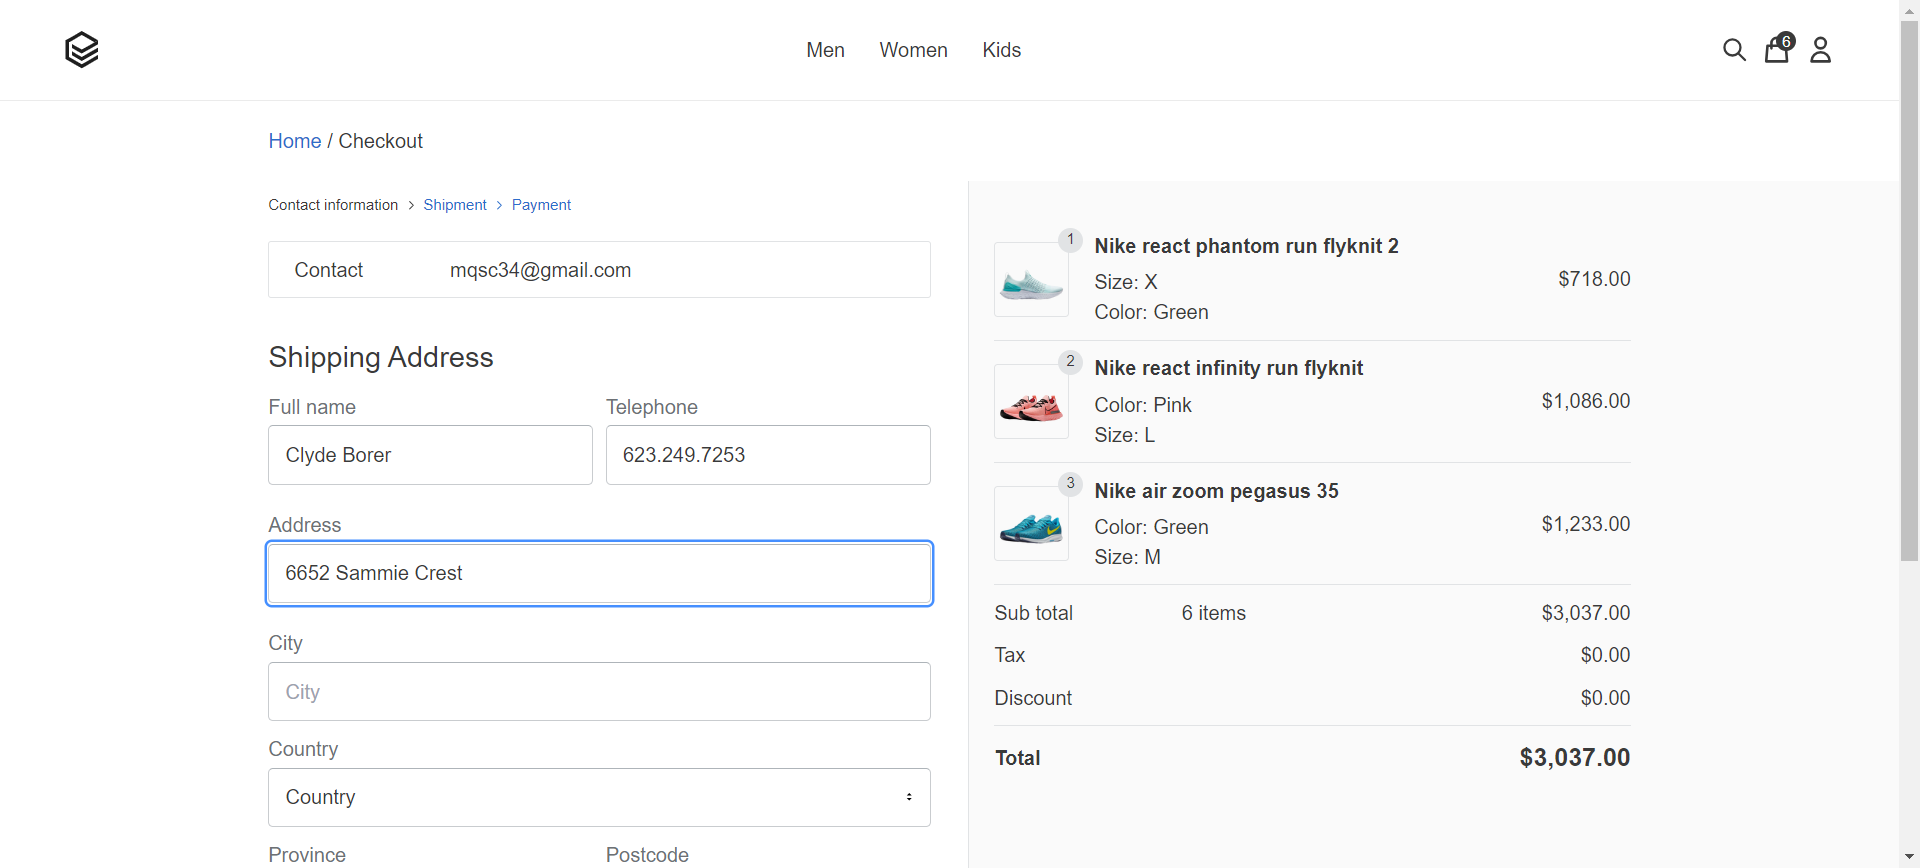 Men Women Kids
6
Home / Checkout
Contact information > Shipment > Payment
Contact mqsc34@gmail.com
Shipping Address
Full name Telephone
Clyde Borer 623.249.7253
Address
6652 Sammie Crest
City
City
Country
Country
Province Postcode
1
Nike react phantom run flyknit 2
Size: X
Color: Green
$718.00
2
Nike react infinity run flyknit
Color: Pink
Size: L
$1,086.00
3
Nike air zoom pegasus 35
Color: Green
Size: M
$1,233.00
Sub total 6 items $3,037.00
Tax $0.00
Discount $0.00
Total $3,037.00